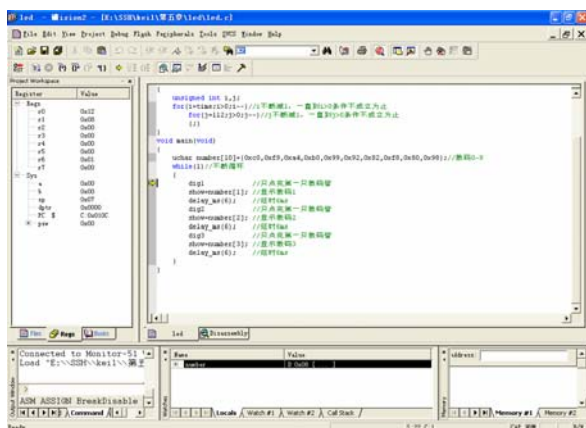 led - uVision2 - [E:\SSH\keil\第五章\led\led.c]
File Edit View Project Debug Flash Peripherals Tools SVCS Window Help
Project Workspace
Register Value
Regs
r0 0x12
r1 0x08
r2 0x00
r3 0x00
r4 0x00
r5 0x00
r6 0x01
r7 0x00
Sys
a 0x00
b 0x00
sp 0x07
dptr 0x0000
PC $ C:0x010C
psw 0x00
{
unsigned int i,j;
for(i=time;i>0;i--)//i不断减1，一直到i>0条件不成立为止
for(j=112;j>0;j--)//j不断减1，一直到j>0条件不成立为止
{;}
}
void main(void)
{
uchar number[10]={0xc0,0xf9,0xa4,0xb0,0x99,0x92,0x82,0xf8,0x80,0x98};//数码0-9
while(1)//不断循环
{
dig1 //只点亮第一只数码管
show=number[1]; //显示数码1
delay_ms(6); //延时6ms
dig2 //只点亮第一只数码管
show=number[2]; //显示数码2
delay_ms(6); //延时6ms
dig3 //只点亮第一只数码管
show=number[3]; //显示数码3
delay_ms(6); //延时6ms
}
}
Files Regs Books
led Disassembly
Connected to Monitor-51
Load "E:\\SSH\\keil\\第
>
ASM ASSIGN BreakDisable
Command
Output Window
Name Value
number
Locals Watch #1 Watch #2 Call Stack
Watches
Address:
Memory #1 Memory #2
Memory
Ready